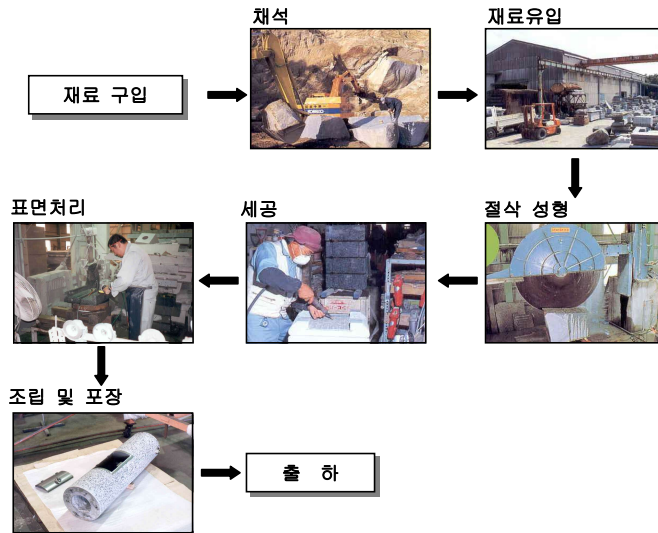 채석
재료유입
재료 구입
표면처리
세공
절삭 성형
조립 및 포장
출 하